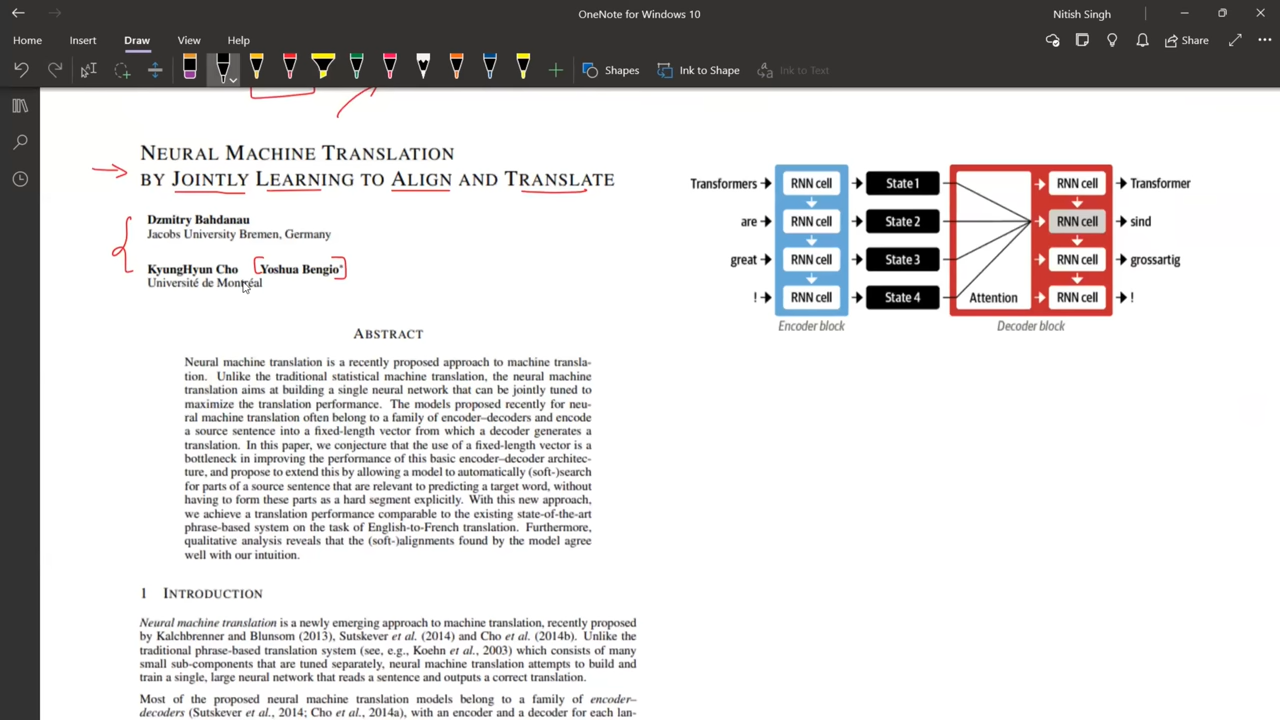 OneNote for Windows 10
Nitish Singh
Home
Insert
Draw
View
Help
Share
Shapes
Ink to Shape
Ink to Text
NEURAL MACHINE TRANSLATION
BY JOINTLY LEARNING TO ALIGN AND TRANSLATE
Dzmitry Bahdanau
Jacobs University Bremen, Germany
KyungHyun Cho Yoshua Bengio*
Université de Montréal
ABSTRACT
Neural machine translation is a recently proposed approach to machine transla-
tion. Unlike the traditional statistical machine translation, the neural machine
translation aims at building a single neural network that can be jointly tuned to
maximize the translation performance. The models proposed recently for neu-
ral machine translation often belong to a family of encoder–decoders and encode
a source sentence into a fixed-length vector from which a decoder generates a
translation. In this paper, we conjecture that the use of a fixed-length vector is a
bottleneck in improving the performance of this basic encoder–decoder architec-
ture, and propose to extend this by allowing a model to automatically (soft-)search
for parts of a source sentence that are relevant to predicting a target word, without
having to form these parts as a hard segment explicitly. With this new approach,
we achieve a translation performance comparable to the existing state-of-the-art
phrase-based system on the task of English-to-French translation. Furthermore,
qualitative analysis reveals that the (soft-)alignments found by the model agree
well with our intuition.
1 INTRODUCTION
Neural machine translation is a newly emerging approach to machine translation, recently proposed
by Kalchbrenner and Blunsom (2013), Sutskever et al. (2014) and Cho et al. (2014b). Unlike the
traditional phrase-based translation system (see, e.g., Koehn et al., 2003) which consists of many
small sub-components that are tuned separately, neural machine translation attempts to build and
train a single, large neural network that reads a sentence and outputs a correct translation.
Most of the proposed neural machine translation models belong to a family of encoder–
decoders (Sutskever et al., 2014; Cho et al., 2014a), with an encoder and a decoder for each lan-
Transformers RNN cell State 1 RNN cell Transformer
are RNN cell State 2 RNN cell sind
great RNN cell State 3 RNN cell grossartig
! RNN cell State 4 Attention RNN cell !
Encoder block Decoder block